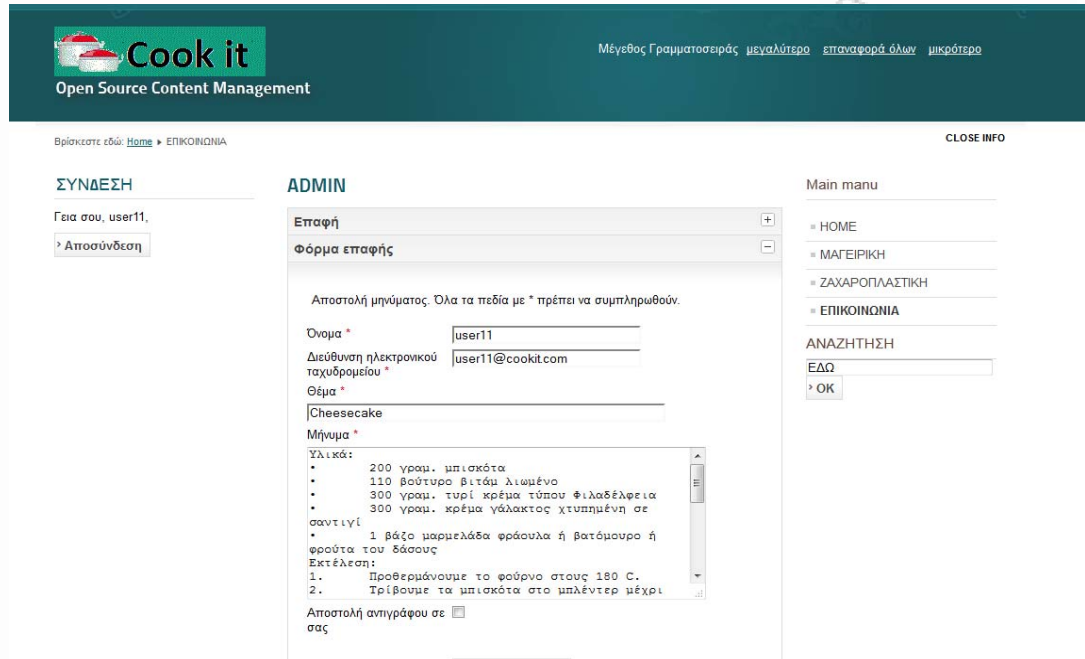 Cook it
Open Source Content Management
Μέγεθος Γραμματοσειράς μεγαλύτερο επαναφορά όλων μικρότερο
Βρίσκεστε εδώ: Home ΕΠΙΚΟΙΝΩΝΙΑ
CLOSE INFO
ΣΥΝΔΕΣΗ
Γεια σου, user11,
Αποσύνδεση
ADMIN
Επαφή
Φόρμα επαφής
Αποστολή μηνύματος. Όλα τα πεδία με * πρέπει να συμπληρωθούν.
Όνομα *
user11
Διεύθυνση ηλεκτρονικού
ταχυδρομείου *
user11@cookit.com
Θέμα *
Cheesecake
Μήνυμα *
Υλικά:
• 200 γραμ. μπισκότα
• 110 βούτυρο βιτάμ λιωμένο
• 300 γραμ. τυρί κρέμα τύπου Φιλαδέλφεια
• 300 γραμ. κρέμα γάλακτος χτυπημένη σε
σαντιγί
• 1 βάζο μαρμελάδα φράουλα ή βατόμουρο ή
φρούτα του δάσους
Εκτέλεση:
1. Προθερμάνουμε το φούρνο στους 180 C.
2. Τρίβουμε τα μπισκότα στο μπλέντερ μέχρι
Αποστολή αντιγράφου σε
σας
Main manu
HOME
ΜΑΓΕΙΡΙΚΗ
ΖΑΧΑΡΟΠΛΑΣΤΙΚΗ
ΕΠΙΚΟΙΝΩΝΙΑ
ΑΝΑΖΗΤΗΣΗ
ΕΔΩ
OK